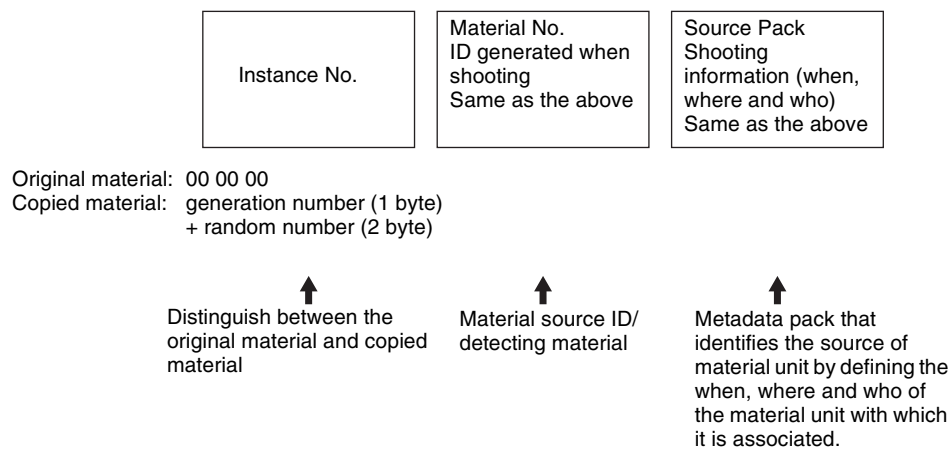 Instance No.
Material No.
ID generated when
shooting
Same as the above
Source Pack
Shooting
information (when,
where and who)
Same as the above
Original material: 00 00 00
Copied material: generation number (1 byte)
+ random number (2 byte)
Distinguish between the
original material and copied
material
Material source ID/
detecting material
Metadata pack that
identifies the source of
material unit by defining the
when, where and who of
the material unit with which
it is associated.